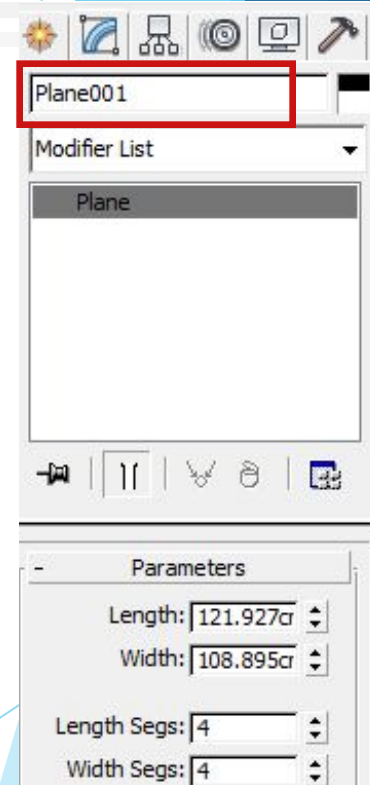 Plane001
Modifier List
Plane
- Parameters
Length: 121.927cr
Width: 108.895cr
Length Segs: 4
Width Segs: 4